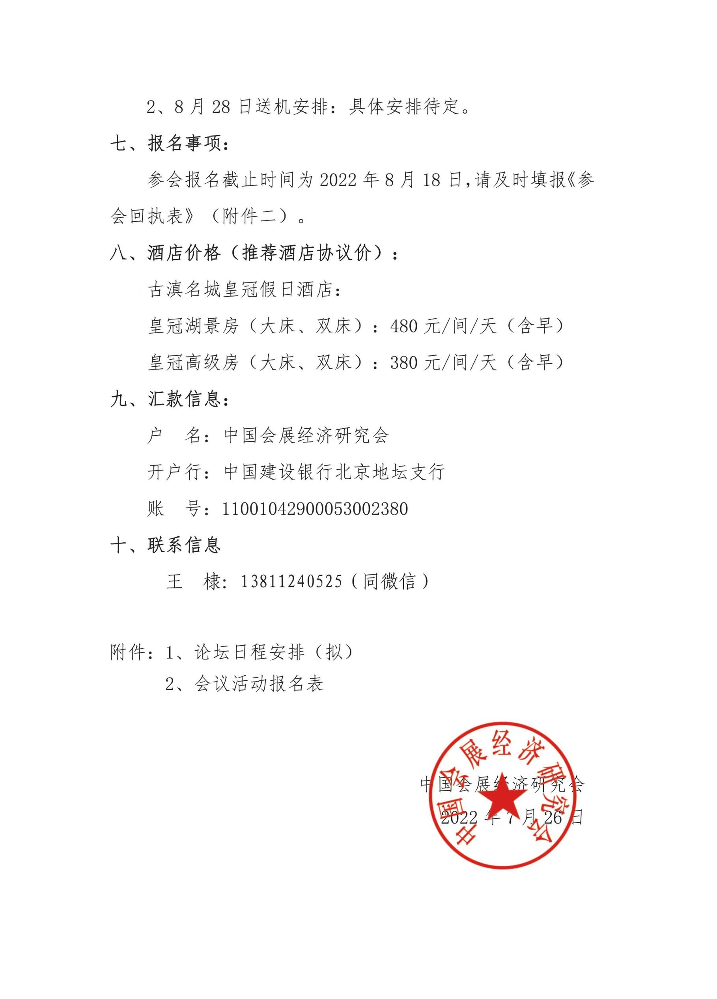 2、8 月 28 日送机安排：具体安排待定。
七、报名事项：
参会报名截止时间为 2022 年 8 月 18 日,请及时填报《参
会回执表》（附件二）。
八、酒店价格（推荐酒店协议价）：
古滇名城皇冠假日酒店：
皇冠湖景房（大床、双床）：480 元/间/天（含早）
皇冠高级房（大床、双床）：380 元/间/天（含早）
九、汇款信息：
户　名：中国会展经济研究会
开户行：中国建设银行北京地坛支行
账　号：11001042900053002380
十、联系信息
王　棣：13811240525（同微信）
附件：1、论坛日程安排（拟）
2、会议活动报名表
中国会展经济研究会
2022 年 7 月 26 日
中国会展经济研究会